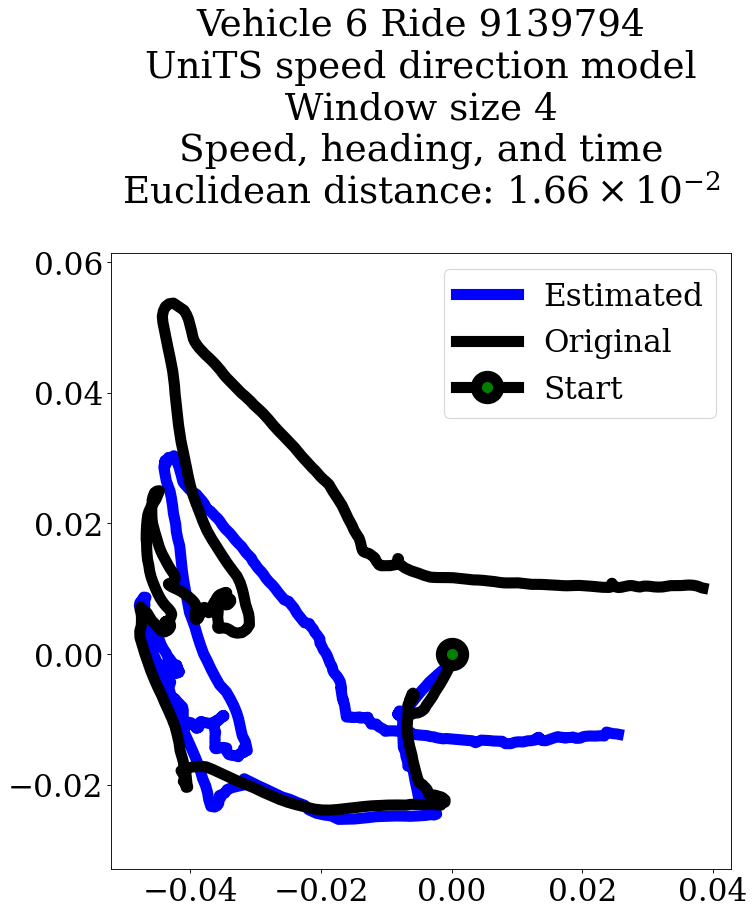 Vehicle 6 Ride 9139794
UniTS speed direction model
Window size 4
Speed, heading, and time
Euclidean distance: 1.66 × 10⁻²
Estimated
Original
Start
0.06
0.04
0.02
0.00
−0.02
−0.04 −0.02 0.00 0.02 0.04